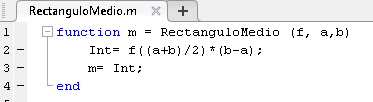 RectanguloMedio.m × +
1 function m = RectanguloMedio (f, a,b)
2 - Int= f((a+b)/2)*(b-a);
3 - m= Int;
4 - end